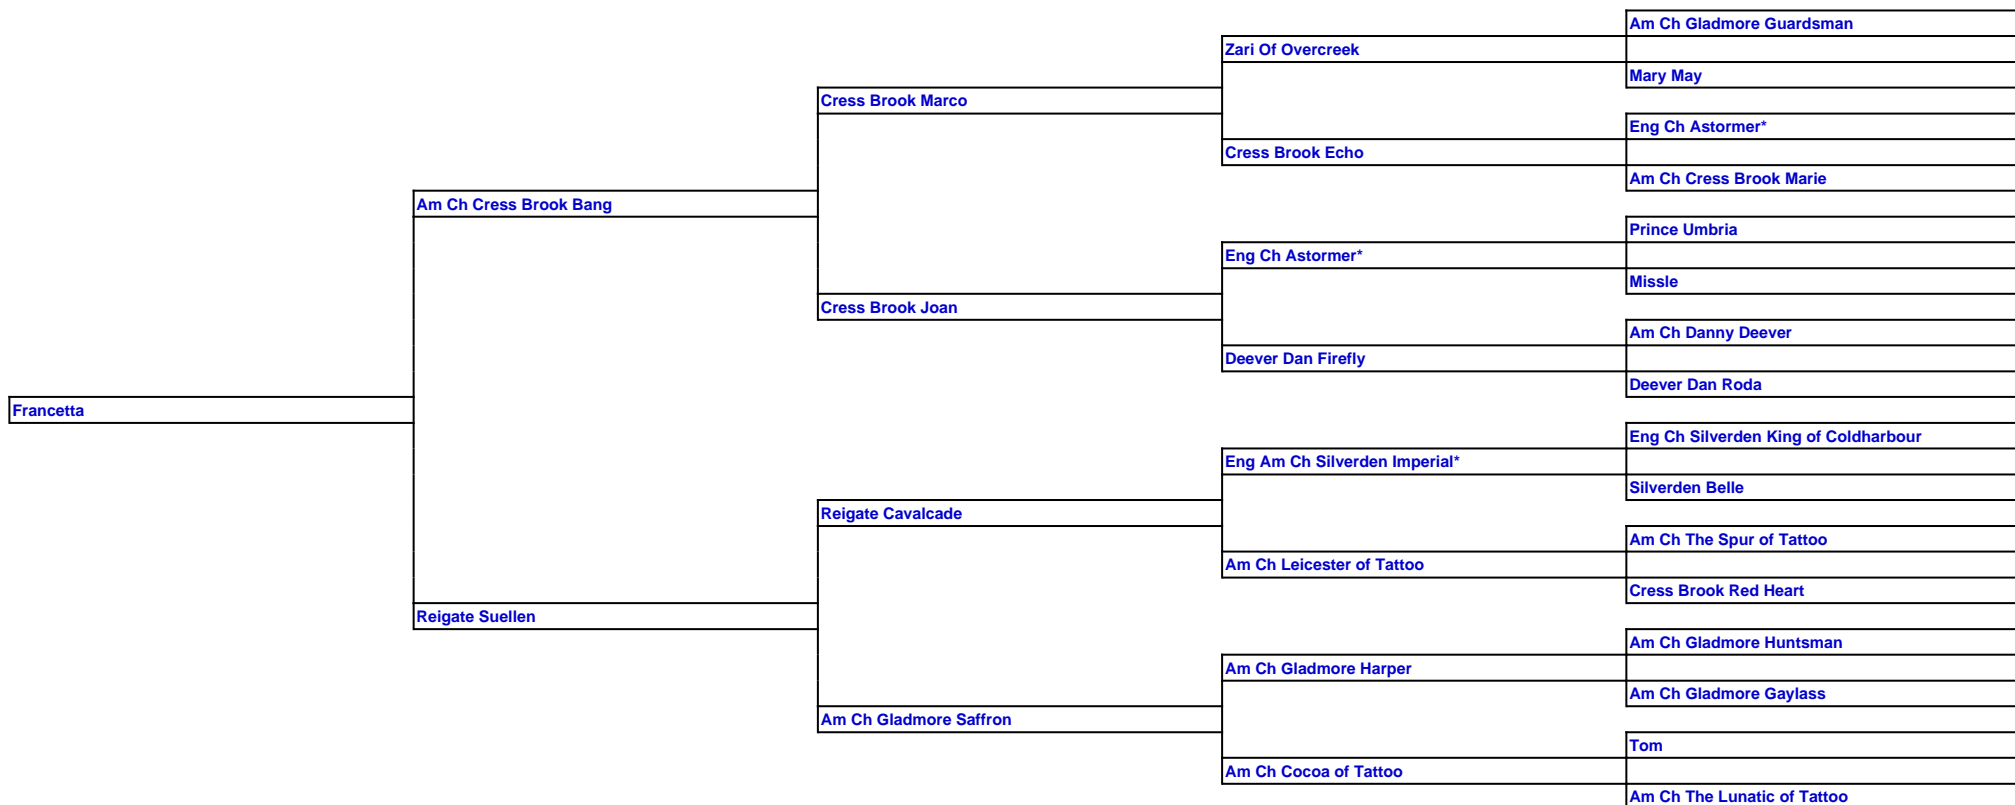 Am Ch Gladmore Guardsman
Zari Of Overcreek
Mary May
Cress Brook Marco
Eng Ch Astormer*
Cress Brook Echo
Am Ch Cress Brook Marie
Am Ch Cress Brook Bang
Prince Umbria
Eng Ch Astormer*
Missle
Cress Brook Joan
Am Ch Danny Deever
Deever Dan Firefly
Deever Dan Roda
Francetta
Eng Ch Silverden King of Coldharbour
Eng Am Ch Silverden Imperial*
Silverden Belle
Reigate Cavalcade
Am Ch The Spur of Tattoo
Am Ch Leicester of Tattoo
Cress Brook Red Heart
Reigate Suellen
Am Ch Gladmore Huntsman
Am Ch Gladmore Harper
Am Ch Gladmore Gaylass
Am Ch Gladmore Saffron
Tom
Am Ch Cocoa of Tattoo
Am Ch The Lunatic of Tattoo